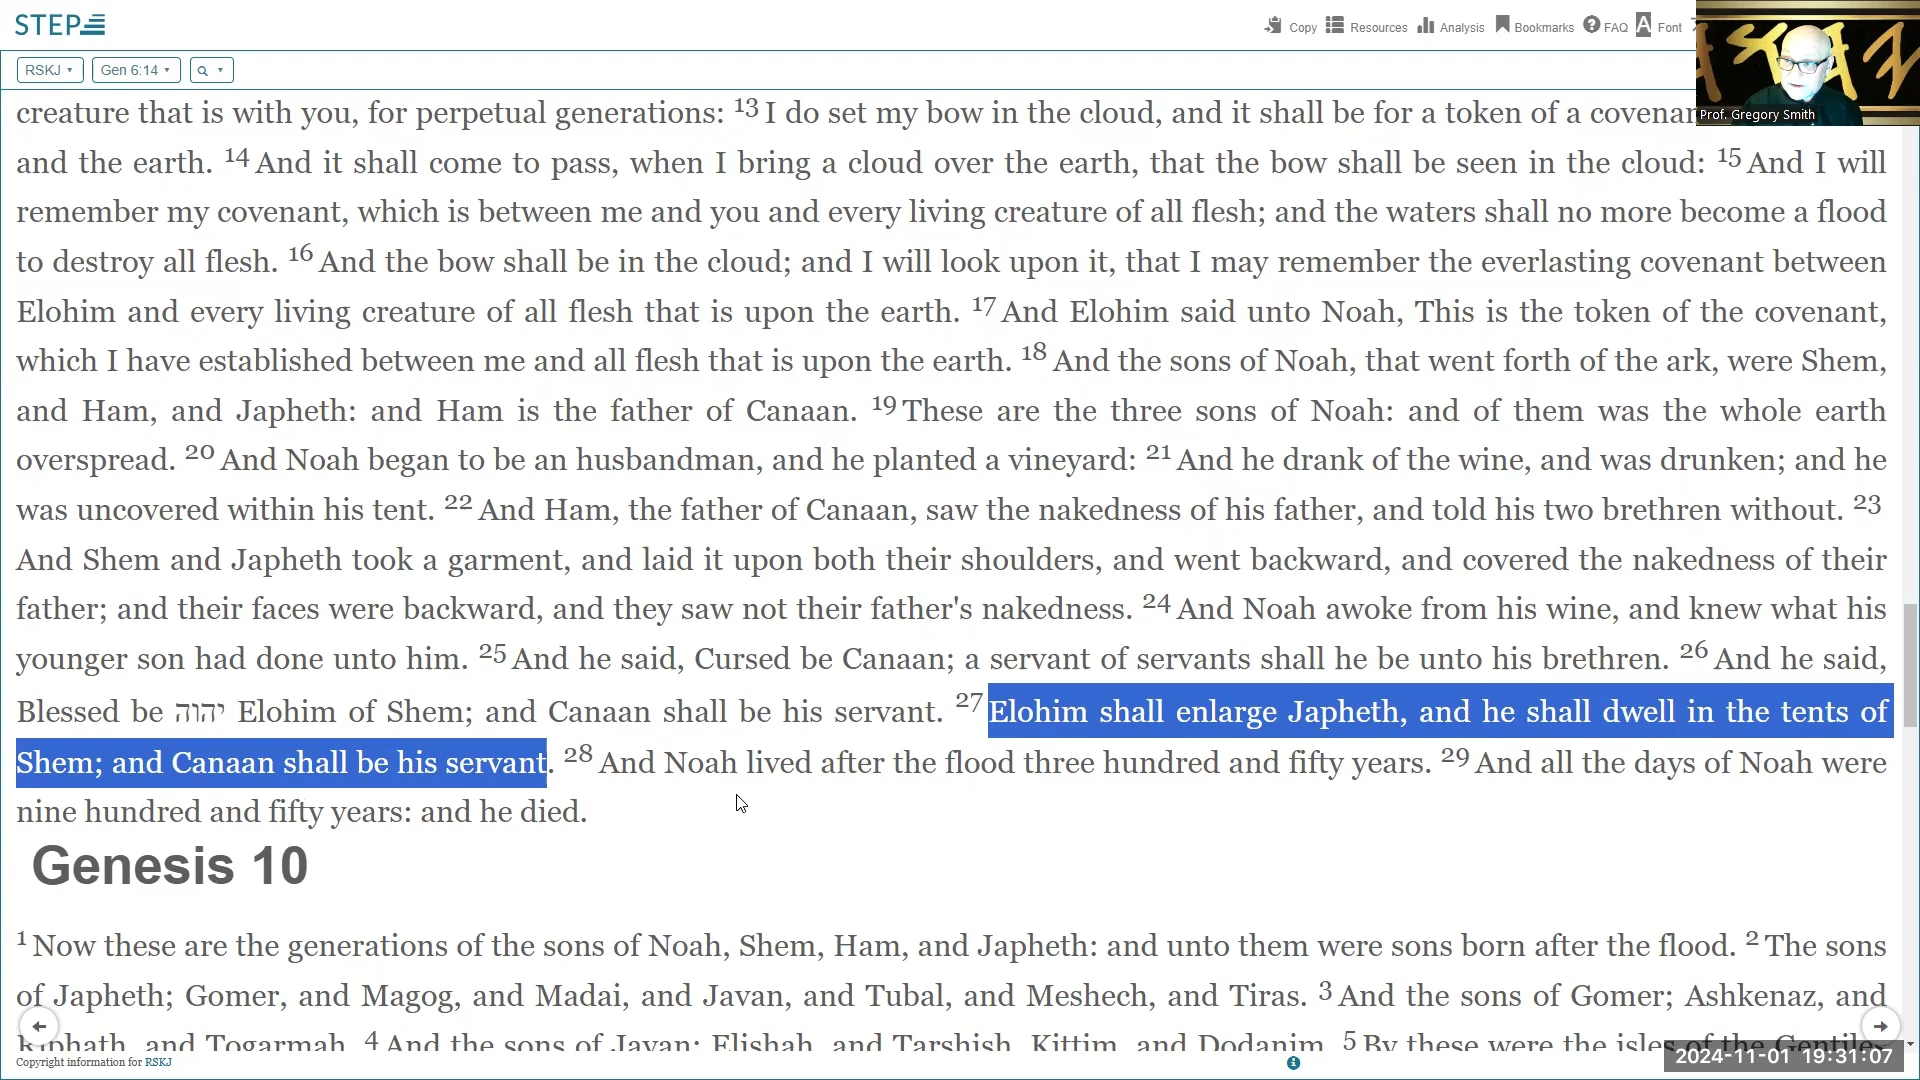 STEP
Copy Resources Analysis Bookmarks FAQ A Font
RSKJ Gen 6:14
Prof. Gregory Smith
creature that is with you, for perpetual generations: 13 I do set my bow in the cloud, and it shall be for a token of a covenan
and the earth. 14 And it shall come to pass, when I bring a cloud over the earth, that the bow shall be seen in the cloud: 15 And I will
remember my covenant, which is between me and you and every living creature of all flesh; and the waters shall no more become a flood
to destroy all flesh. 16 And the bow shall be in the cloud; and I will look upon it, that I may remember the everlasting covenant between
Elohim and every living creature of all flesh that is upon the earth. 17 And Elohim said unto Noah, This is the token of the covenant,
which I have established between me and all flesh that is upon the earth. 18 And the sons of Noah, that went forth of the ark, were Shem,
and Ham, and Japheth: and Ham is the father of Canaan. 19 These are the three sons of Noah: and of them was the whole earth
overspread. 20 And Noah began to be an husbandman, and he planted a vineyard: 21 And he drank of the wine, and was drunken; and he
was uncovered within his tent. 22 And Ham, the father of Canaan, saw the nakedness of his father, and told his two brethren without. 23
And Shem and Japheth took a garment, and laid it upon both their shoulders, and went backward, and covered the nakedness of their
father; and their faces were backward, and they saw not their father's nakedness. 24 And Noah awoke from his wine, and knew what his
younger son had done unto him. 25 And he said, Cursed be Canaan; a servant of servants shall he be unto his brethren. 26 And he said,
Blessed be יהוה Elohim of Shem; and Canaan shall be his servant. 27 Elohim shall enlarge Japheth, and he shall dwell in the tents of
Shem; and Canaan shall be his servant. 28 And Noah lived after the flood three hundred and fifty years. 29 And all the days of Noah were
nine hundred and fifty years: and he died.
Genesis 10
1 Now these are the generations of the sons of Noah, Shem, Ham, and Japheth: and unto them were sons born after the flood. 2 The sons
of Japheth; Gomer, and Magog, and Madai, and Javan, and Tubal, and Meshech, and Tiras. 3 And the sons of Gomer; Ashkenaz, and
Riphath, and Togarmah. 4 And the sons of Javan; Elishah, and Tarshish, Kittim, and Dodanim. 5 By these were the isles of the Gentiles
Copyright information for RSKJ
2024-11-01 19:31:07